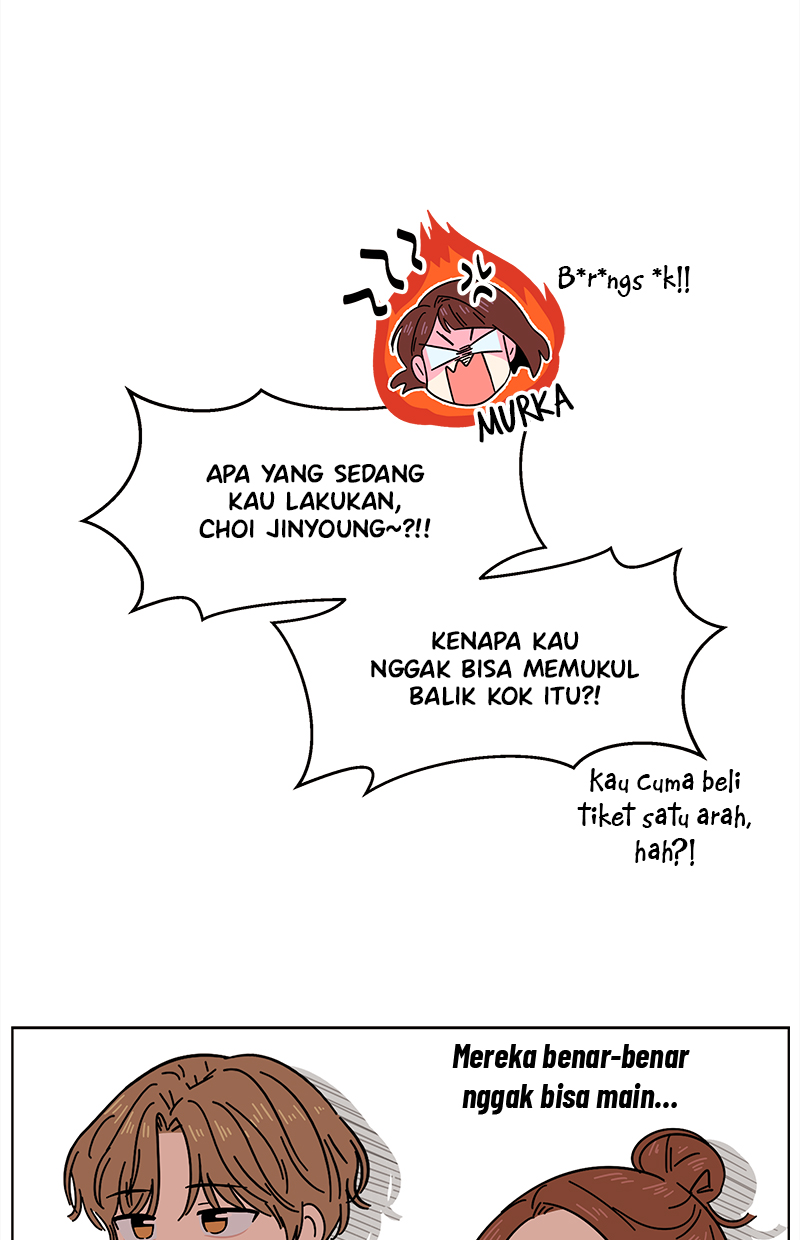 B*r*ngs *k!!
MURKA
APA YANG SEDANG
KAU LAKUKAN,
CHOI JINYOUNG~?!!
KENAPA KAU
NGGAK BISA MEMUKUL
BALIK KOK ITU?!
Kau cuma beli
tiket satu arah,
hah?!
Mereka benar-benar
nggak bisa main...